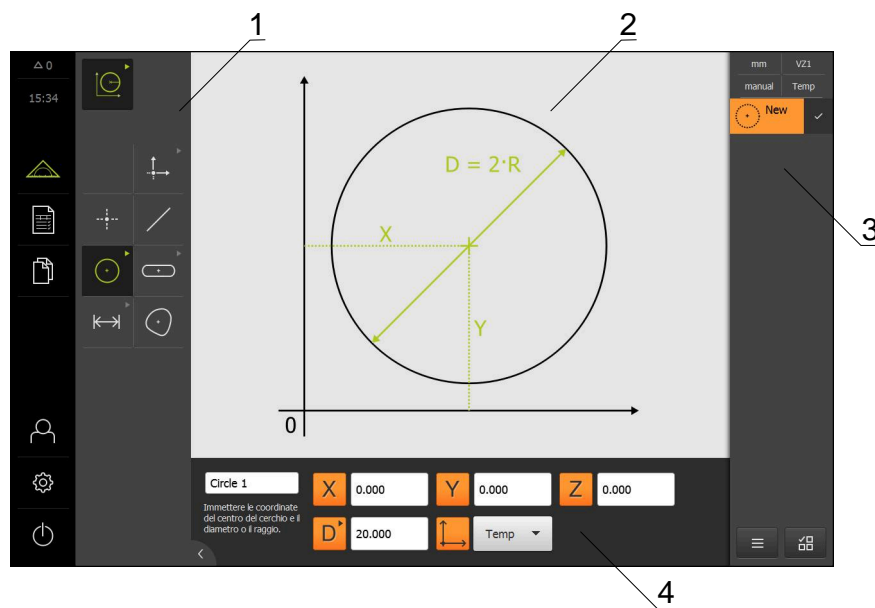 1
2
△ 0
15:34
mm
VZ1
manual
Temp
New
D = 2·R
X
Y
0
3
Circle 1
X
0.000
Y
0.000
Z
0.000
Immettere le coordinate
del centro del cerchio e il
diametro o il raggio.
D
20.000
Temp
4